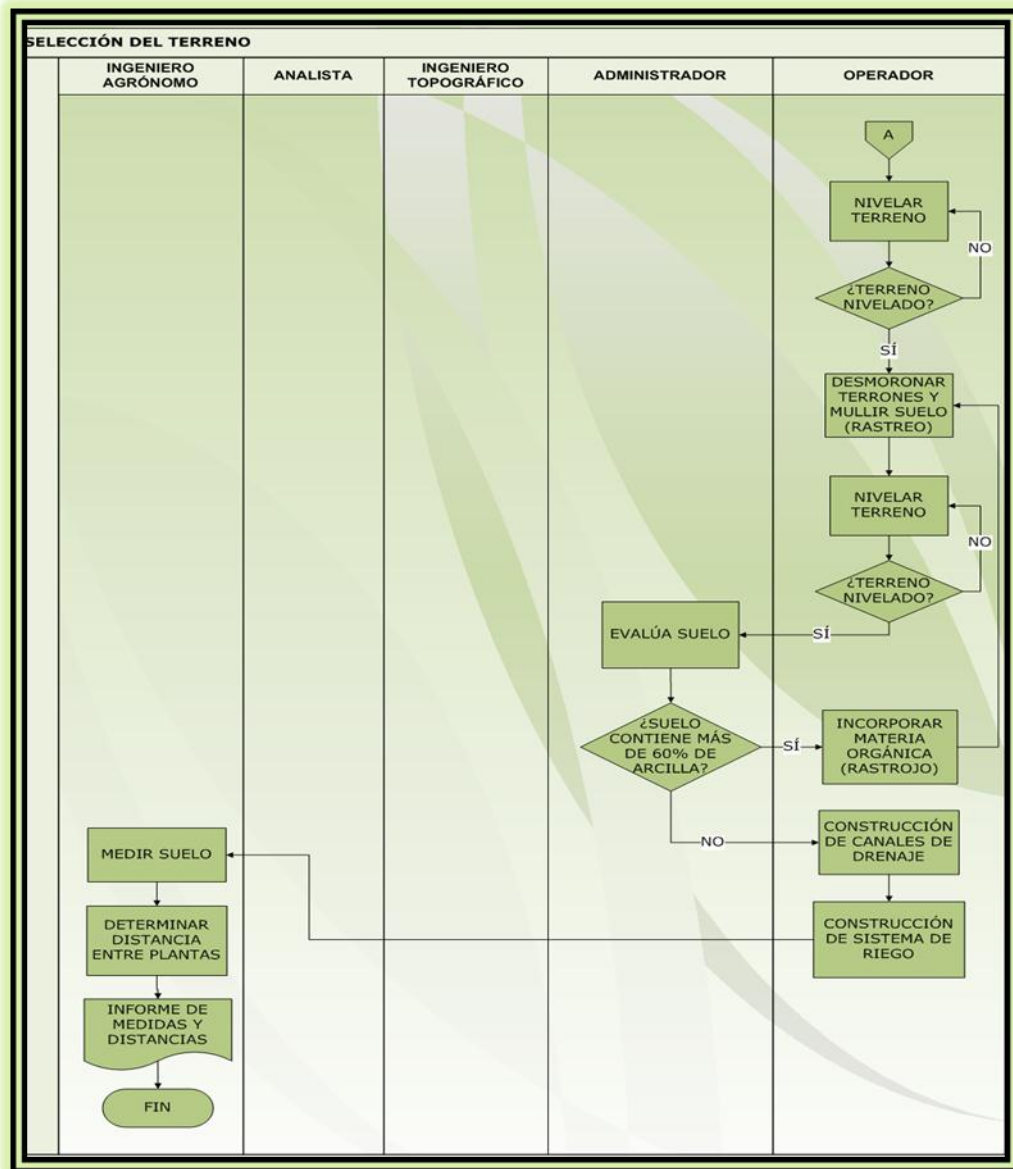 SELECCIÓN DEL TERRENO
INGENIERO
AGRÓNOMO
ANALISTA
INGENIERO
TOPOGRÁFICO
ADMINISTRADOR
OPERADOR
A
NIVELAR
TERRENO
NO
¿TERRENO
NIVELADO?
SÍ
DESMORONAR
TERRONES Y
MULLIR SUELO
(RASTREO)
NIVELAR
TERRENO
NO
¿TERRENO
NIVELADO?
SÍ
EVALÚA SUELO
¿SUELO
CONTIENE MÁS
DE 60% DE
ARCILLA?
SÍ
INCORPORAR
MATERIA
ORGÁNICA
(RASTROJO)
NO
CONSTRUCCIÓN
DE CANALES DE
DRENAJE
CONSTRUCCIÓN
DE SISTEMA DE
RIEGO
MEDIR SUELO
DETERMINAR
DISTANCIA
ENTRE PLANTAS
INFORME DE
MEDIDAS Y
DISTANCIAS
FIN